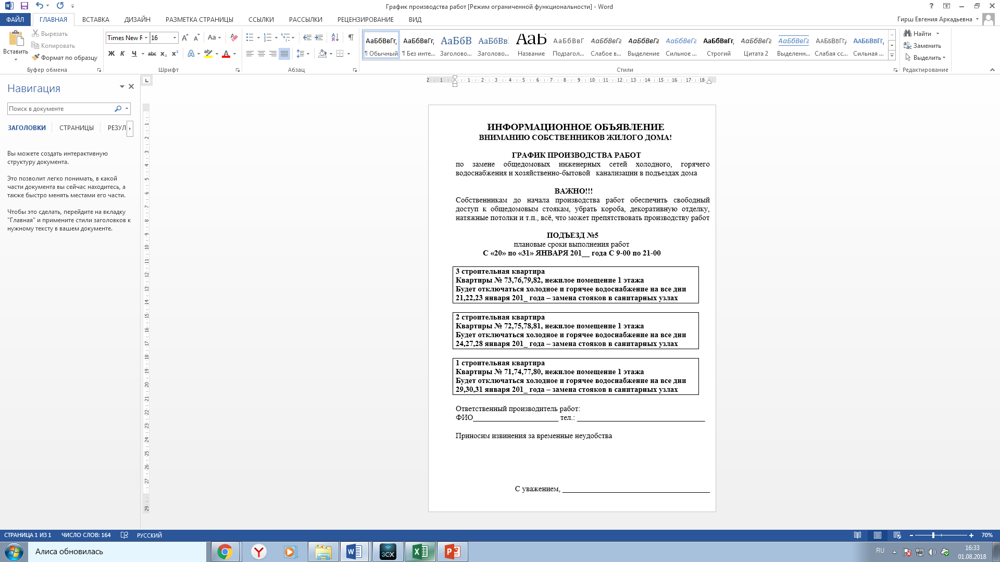 График производства работ [Режим ограниченной функциональности] - Word
ФАЙЛ ГЛАВНАЯ ВСТАВКА ДИЗАЙН РАЗМЕТКА СТРАНИЦЫ ССЫЛКИ РАССЫЛКИ РЕЦЕНЗИРОВАНИЕ ВИД Гирш Евгения Аркадьевна
Вставить
Вырезать
Копировать
Формат по образцу
Буфер обмена
Times New R 16
Шрифт
Абзац
АаБбВвГг, АаБбВвГг, АаБбВ АаБбВв АаБ АаБбВвГ АаБбВвГг АаБбВвГг АаБбВвГг АаБбВвГг, АаБбВвГг АаБбВвГг ААББВВГГ ААББВВГГ,
¶ Обычный ¶ Без инте... Заголово... Заголово... Название Подзагол... Слабое в... Выделение Сильное ... Строгий Цитата 2 Выделенн... Слабая сс... Сильная ...
Стили
Найти
Заменить
Выделить
Редактирование
Навигация
Поиск в документе
ЗАГОЛОВКИ СТРАНИЦЫ РЕЗУЛ
Вы можете создать интерактивную
структуру документа.
Это позволит легко понимать, в какой
части документа вы сейчас находитесь, а
также быстро менять местами его части.
Чтобы это сделать, перейдите на вкладку
"Главная" и примените стили заголовков к
нужному тексту в вашем документе.
ИНФОРМАЦИОННОЕ ОБЪЯВЛЕНИЕ
ВНИМАНИЮ СОБСТВЕННИКОВ ЖИЛОГО ДОМА!
ГРАФИК ПРОИЗВОДСТВА РАБОТ
по замене общедомовых инженерных сетей холодного, горячего
водоснабжения и хозяйственно-бытовой канализации в подъездах дома
ВАЖНО!!!
Собственникам до начала производства работ обеспечить свободный
доступ к общедомовым стоякам, убрать короба, декоративную отделку,
натяжные потолки и т.п., всё, что может препятствовать производству работ
ПОДЪЕЗД №5
плановые сроки выполнения работ
С «20» по «31» ЯНВАРЯ 201__ года С 9-00 по 21-00
3 строительная квартира
Квартиры № 73,76,79,82, нежилое помещение 1 этажа
Будет отключаться холодное и горячее водоснабжение на все дни
21,22,23 января 201_ года – замена стояков в санитарных узлах
2 строительная квартира
Квартиры № 72,75,78,81, нежилое помещение 1 этажа
Будет отключаться холодное и горячее водоснабжение на все дни
24,27,28 января 201_ года – замена стояков в санитарных узлах
1 строительная квартира
Квартиры № 71,74,77,80, нежилое помещение 1 этажа
Будет отключаться холодное и горячее водоснабжение на все дни
29,30,31 января 201_ года – замена стояков в санитарных узлах
Ответственный производитель работ:
ФИО______________________ тел.: _________________________________
Приносим извинения за временные неудобства
С уважением, ______________________________________
СТРАНИЦА 1 ИЗ 1 ЧИСЛО СЛОВ: 164 РУССКИЙ 70%
Алиса обновилась
3CX
RU
16:33
01.08.2018